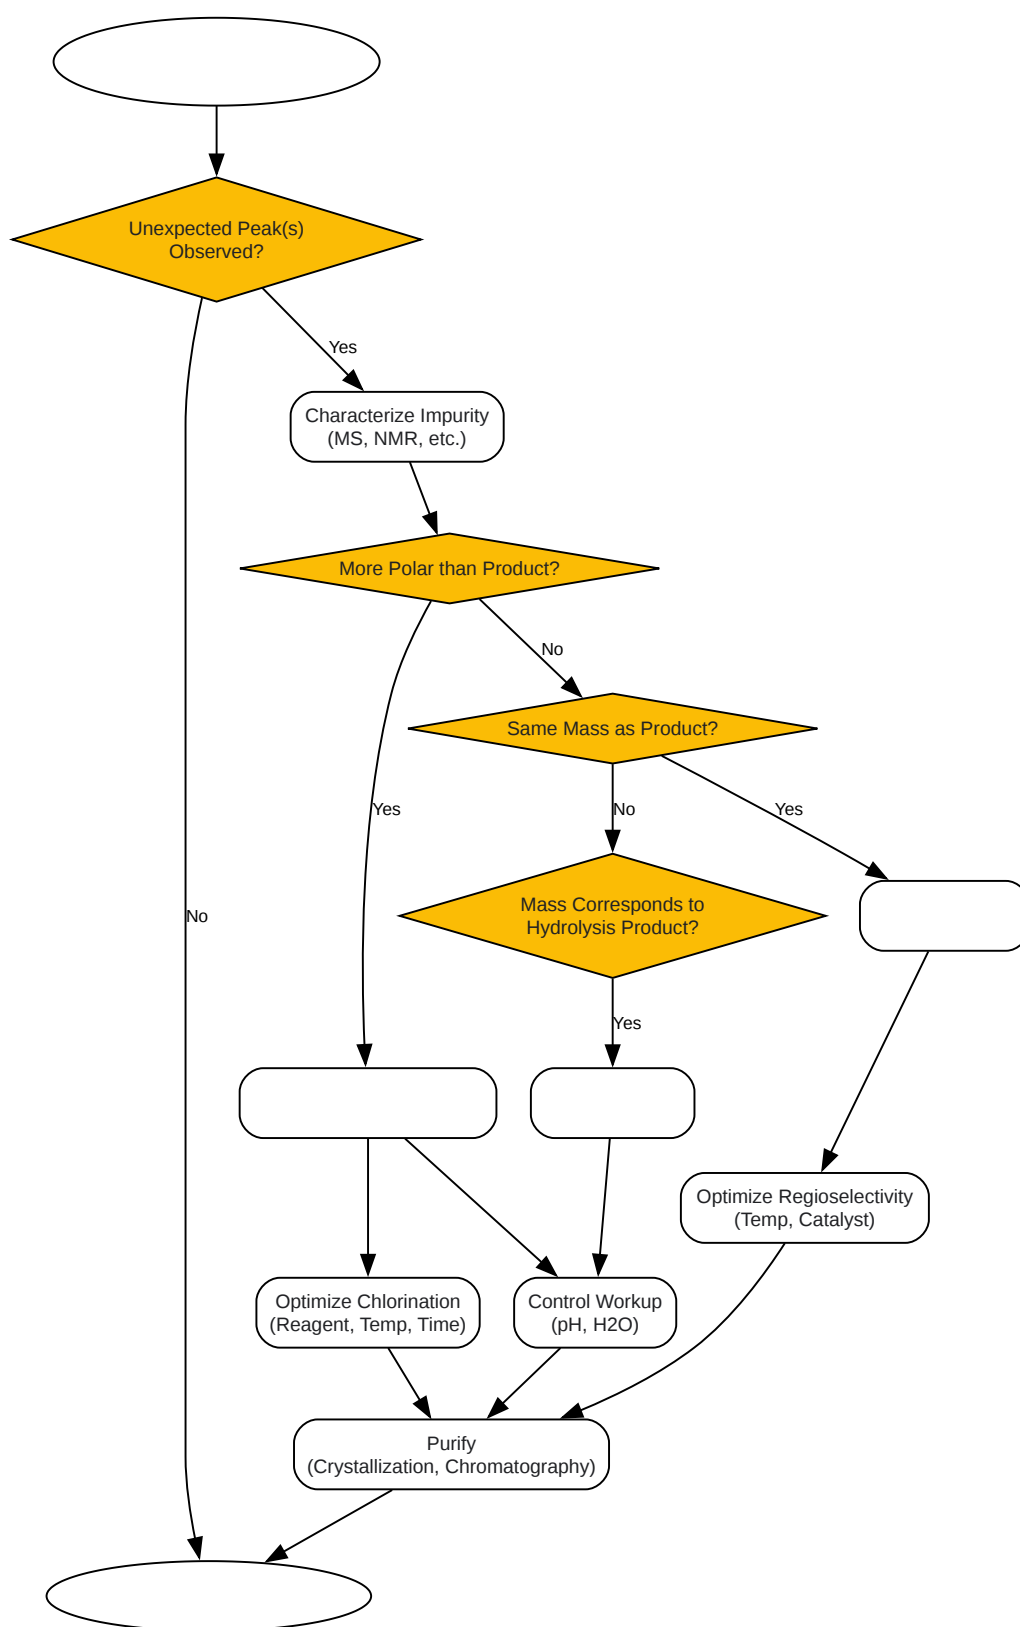 Unexpected Peak(s)
Observed?
Yes
Characterize Impurity
(MS, NMR, etc.)
More Polar than Product?
No
Same Mass as Product?
Yes
No
Yes
Mass Corresponds to
Hydrolysis Product?
No
Yes
Optimize Regioselectivity
(Temp, Catalyst)
Optimize Chlorination
(Reagent, Temp, Time)
Control Workup
(pH, H2O)
Purify
(Crystallization, Chromatography)